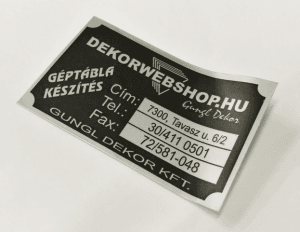 DEKORWEBSHOP.HU
Gungl Dekor
GÉPTÁBLA
KÉSZÍTÉS
Cím: 7300, Tavasz u. 6/2
Tel.: 30/411 0501
Fax: 72/581-048
GUNGL DEKOR KFT.